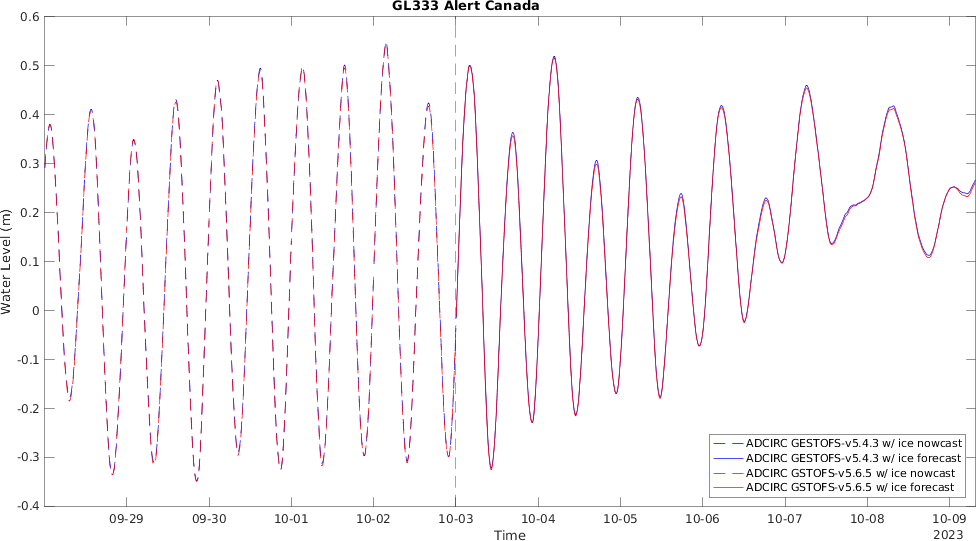 GL333 Alert Canada
0.6
0.5
0.4
0.3
0.2
0.1
0
-0.1
-0.2
-0.3
-0.4
Water Level (m)
ADCIRC GESTOFS-v5.4.3 w/ ice nowcast
ADCIRC GESTOFS-v5.4.3 w/ ice forecast
ADCIRC GSTOFS-v5.6.5 w/ ice nowcast
ADCIRC GSTOFS-v5.6.5 w/ ice forecast
09-29 09-30 10-01 10-02 10-03 10-04 10-05 10-06 10-07 10-08 10-09
Time
2023